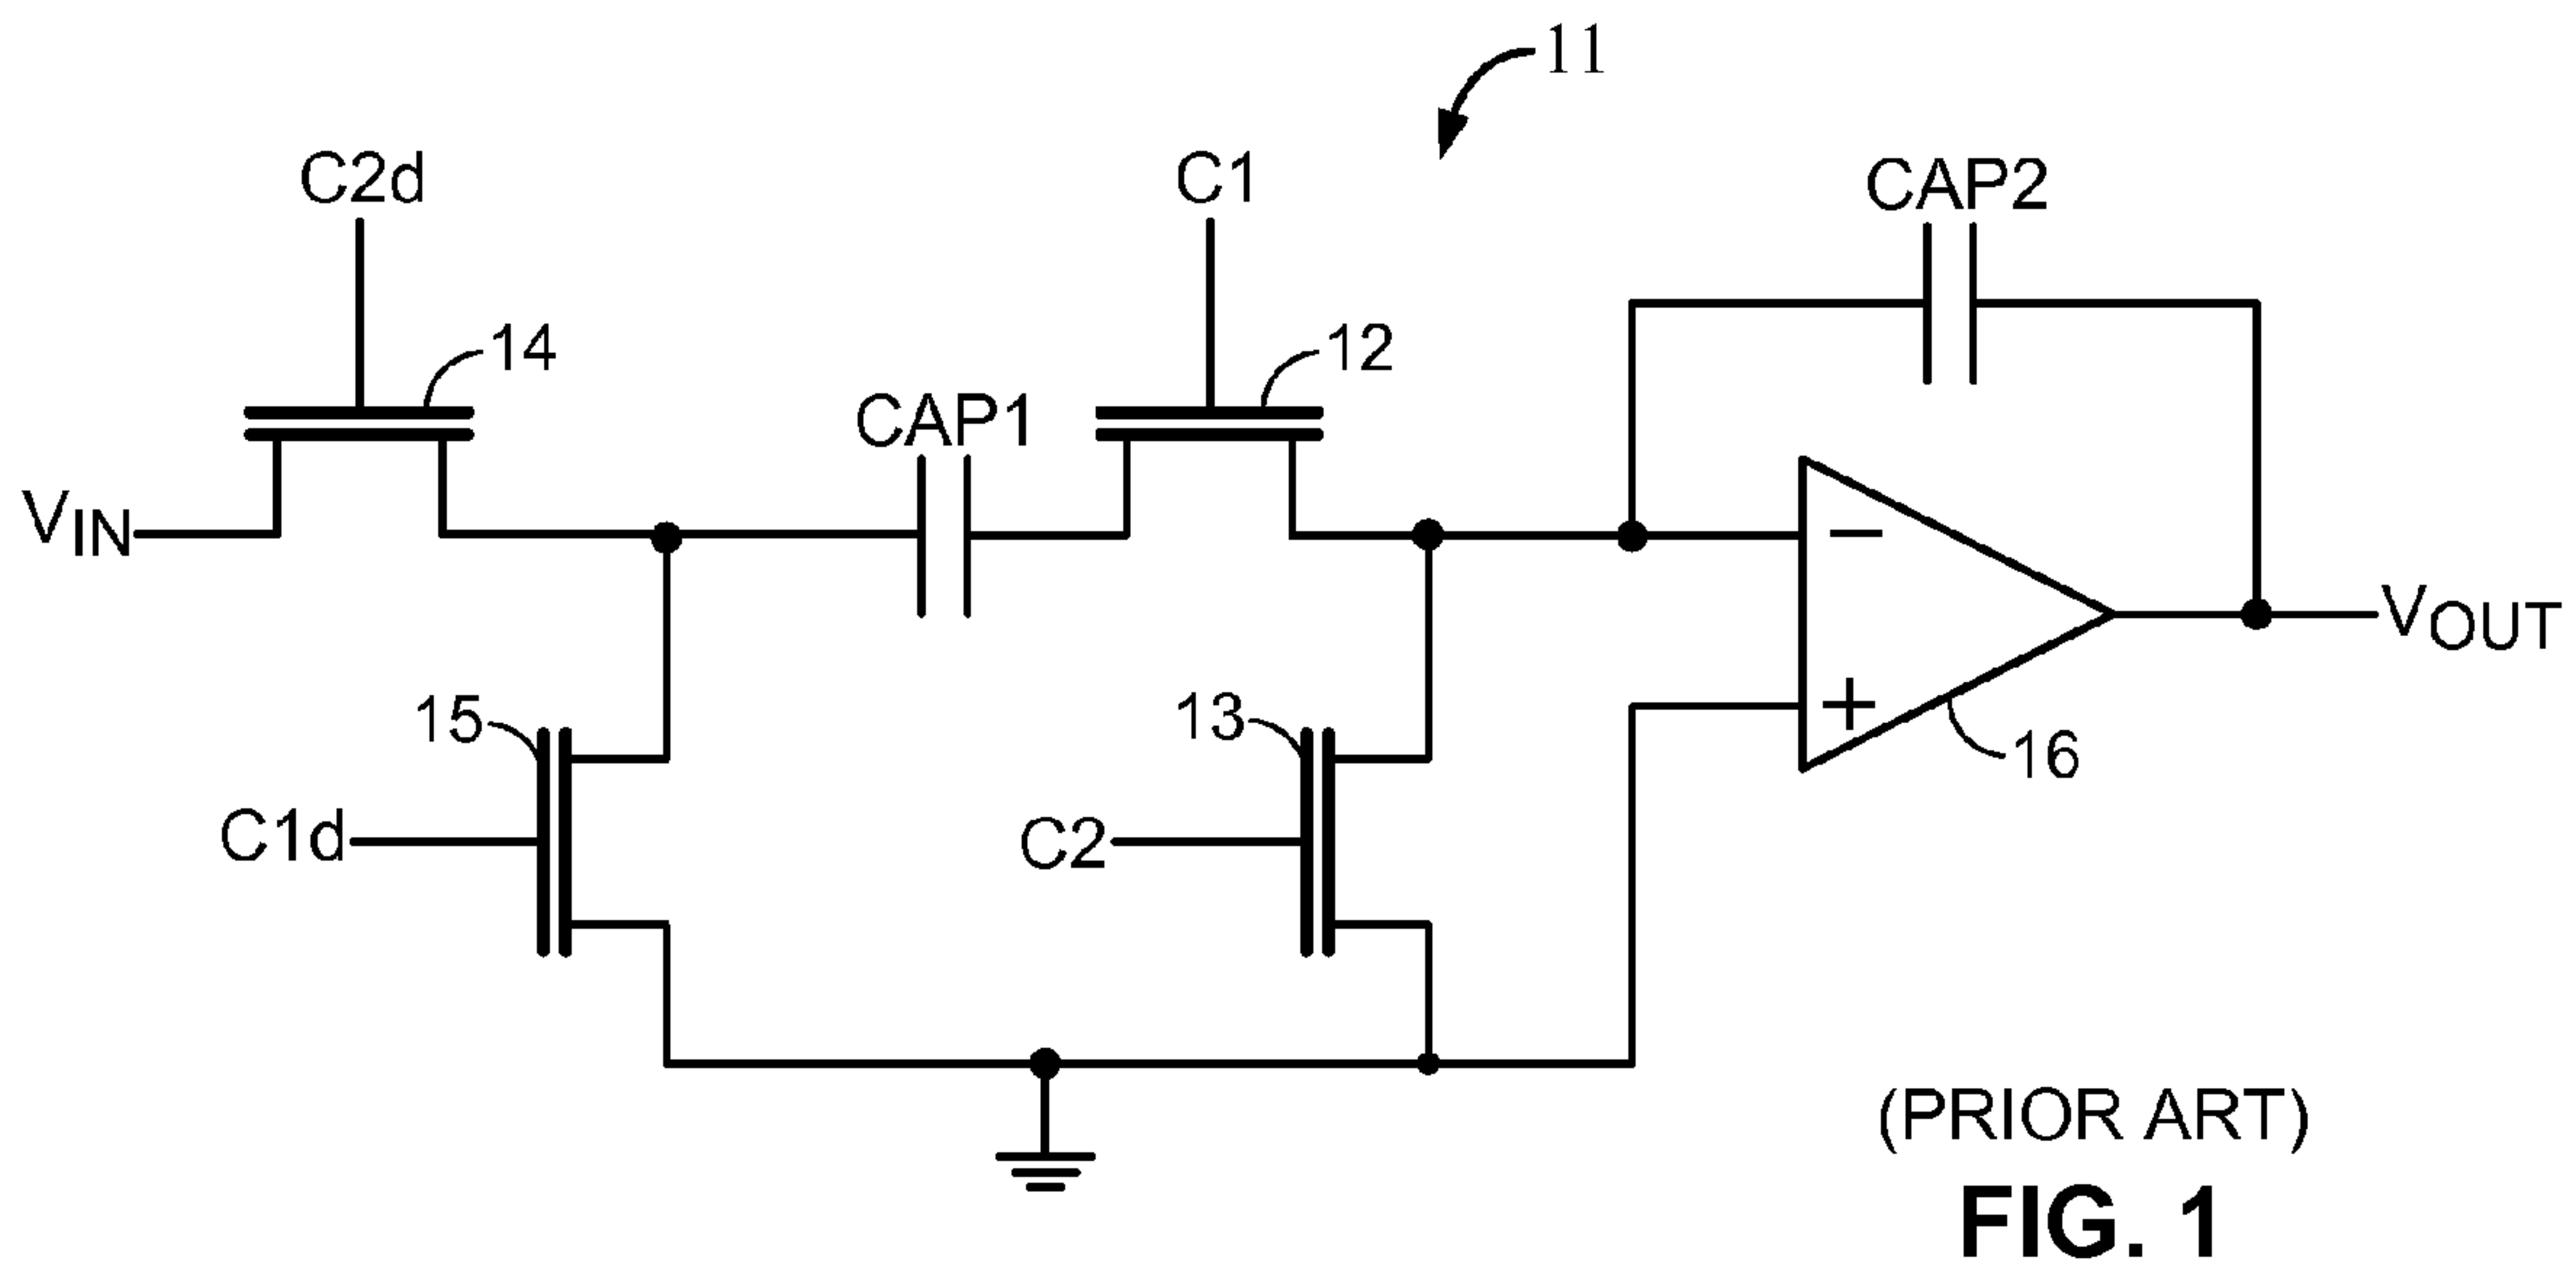 11
C2d
C1
CAP2
14
12
CAP1
VIN
−
VOUT
15
13
+
16
C1d
C2
(PRIOR ART)
FIG. 1